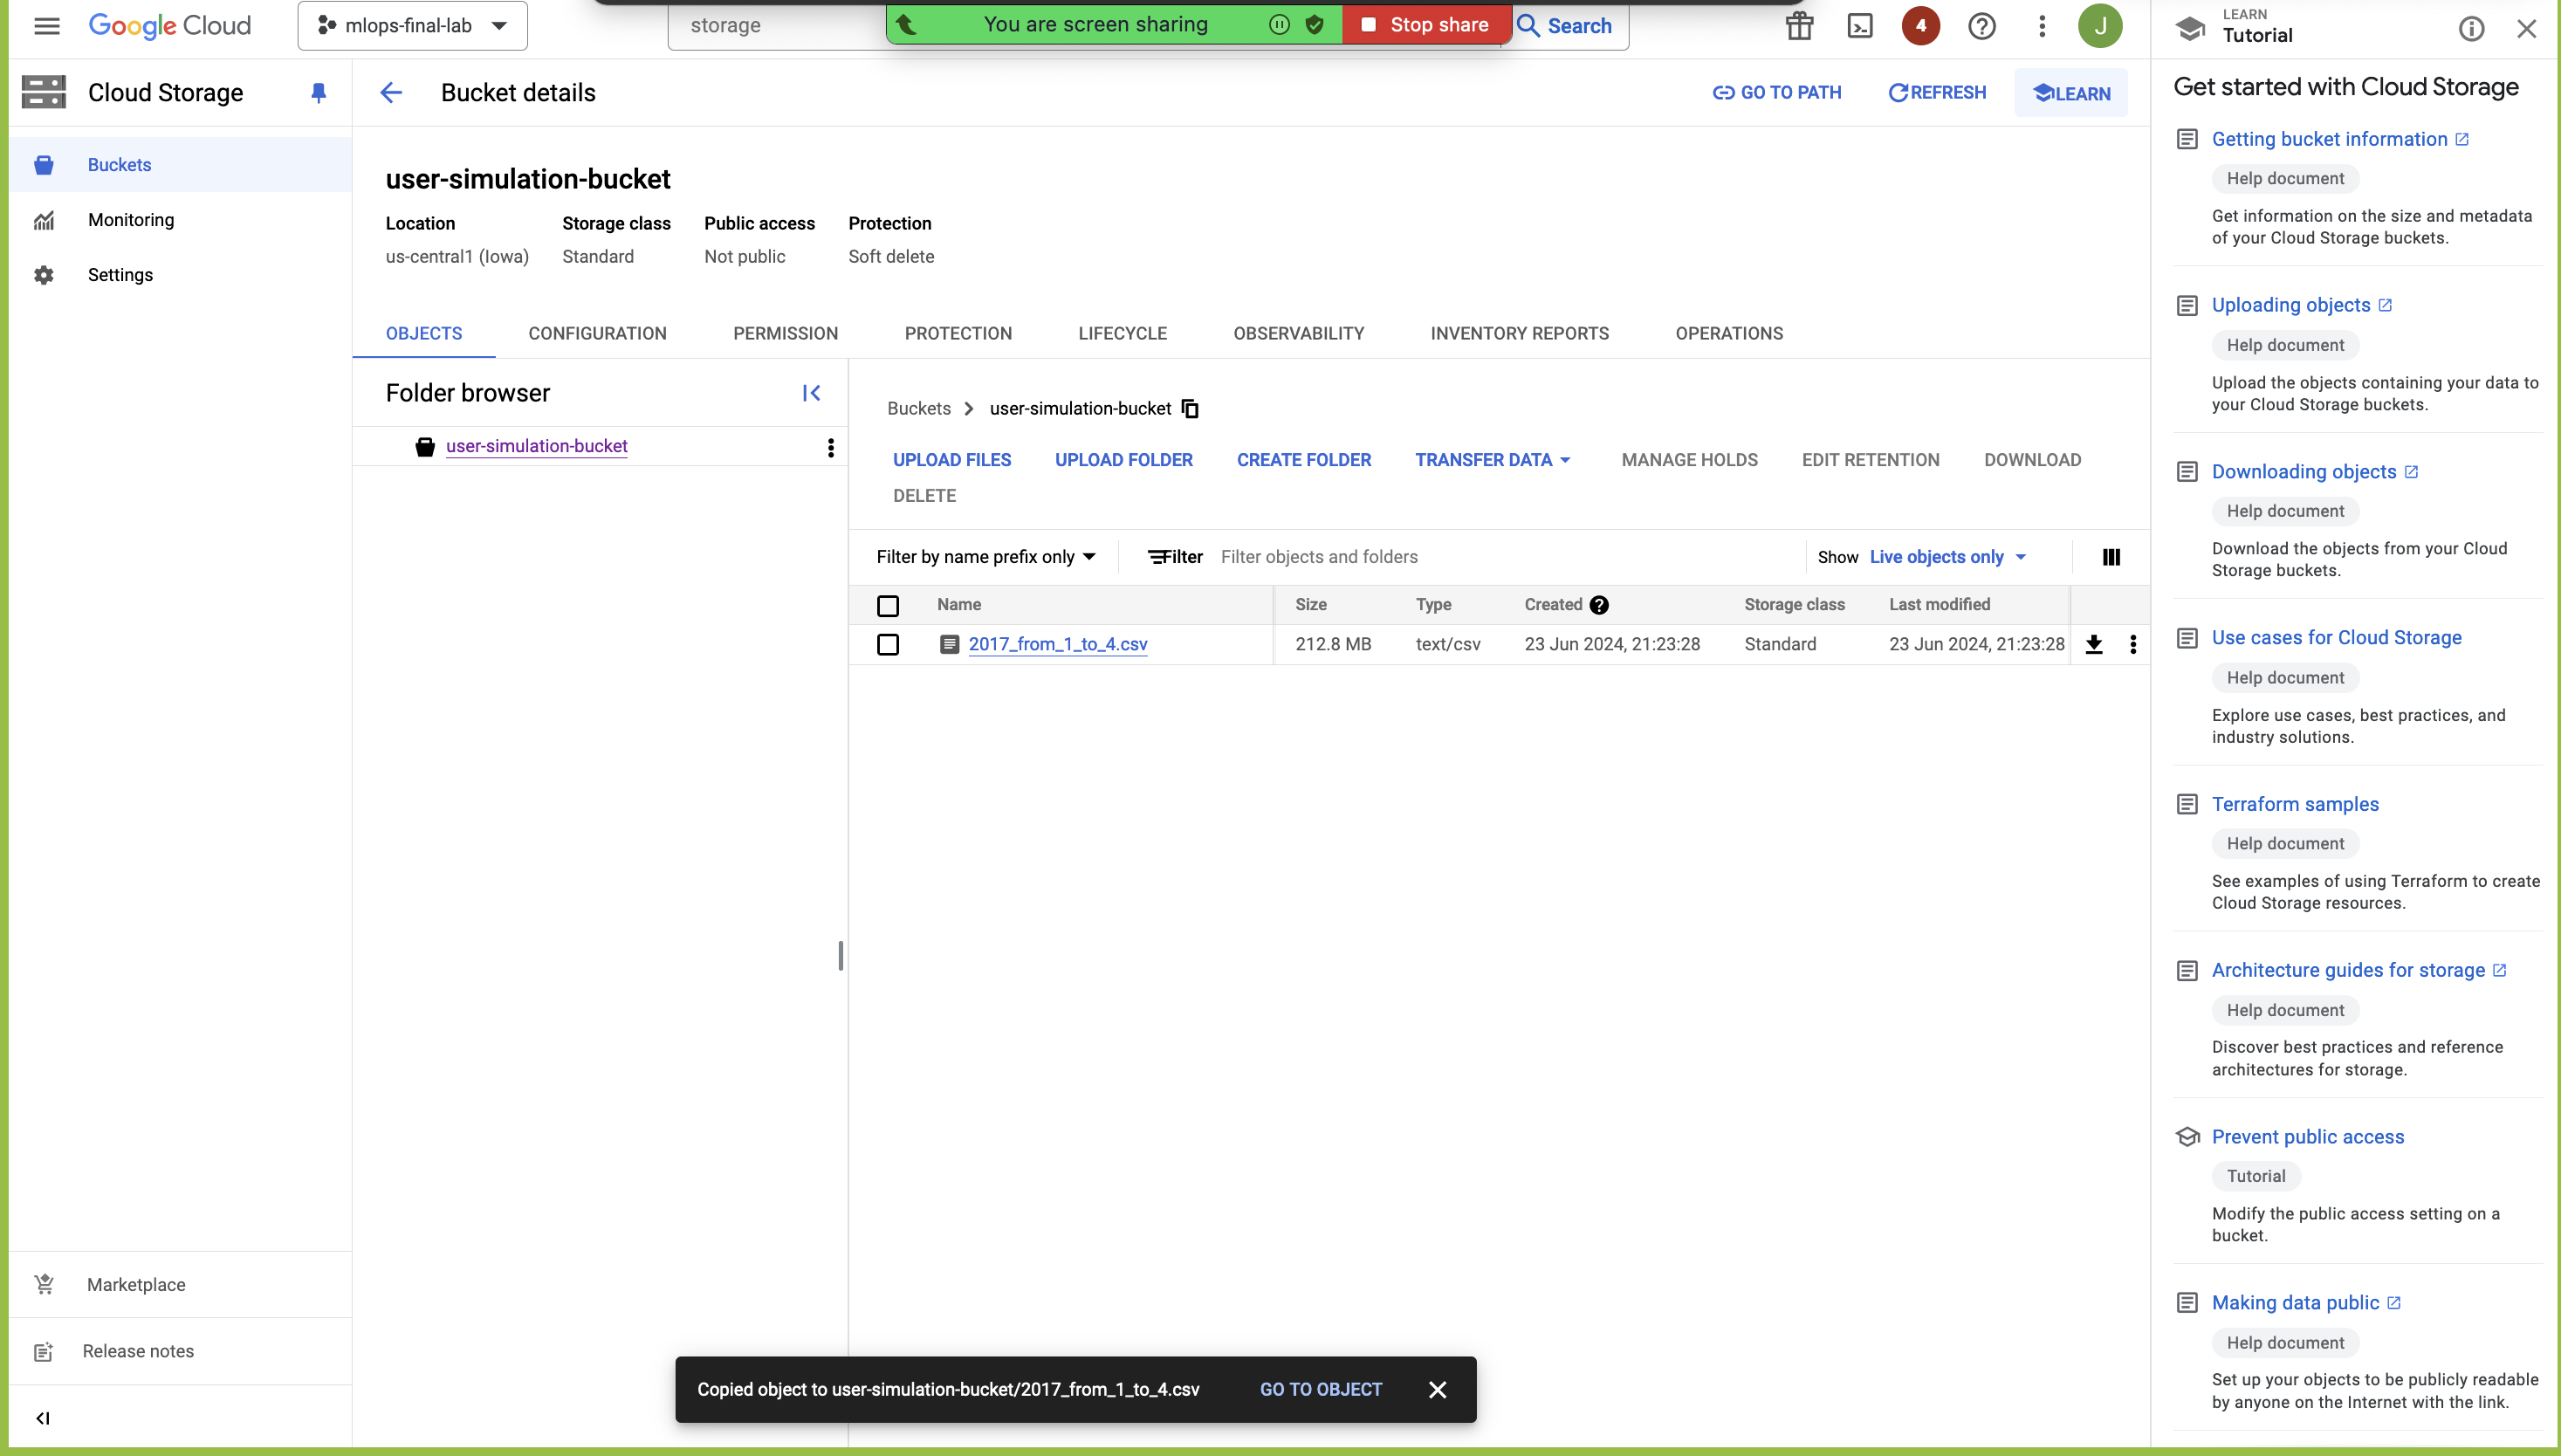 Google Cloud
mlops-final-lab
storage
You are screen sharing
Stop share
Search
4
J
LEARN
Tutorial
Cloud Storage
Bucket details
GO TO PATH
REFRESH
LEARN
Get started with Cloud Storage
Buckets
Monitoring
Settings
Marketplace
Release notes
user-simulation-bucket
Location Storage class Public access Protection
us-central1 (Iowa) Standard Not public Soft delete
OBJECTS CONFIGURATION PERMISSION PROTECTION LIFECYCLE OBSERVABILITY INVENTORY REPORTS OPERATIONS
Folder browser
user-simulation-bucket
Buckets user-simulation-bucket
UPLOAD FILES UPLOAD FOLDER CREATE FOLDER TRANSFER DATA MANAGE HOLDS EDIT RETENTION DOWNLOAD
DELETE
Filter by name prefix only Filter Filter objects and folders Show Live objects only
Name Size Type Created Storage class Last modified
2017_from_1_to_4.csv 212.8 MB text/csv 23 Jun 2024, 21:23:28 Standard 23 Jun 2024, 21:23:28
Copied object to user-simulation-bucket/2017_from_1_to_4.csv GO TO OBJECT
Getting bucket information
Help document
Get information on the size and metadata
of your Cloud Storage buckets.
Uploading objects
Help document
Upload the objects containing your data to
your Cloud Storage buckets.
Downloading objects
Help document
Download the objects from your Cloud
Storage buckets.
Use cases for Cloud Storage
Help document
Explore use cases, best practices, and
industry solutions.
Terraform samples
Help document
See examples of using Terraform to create
Cloud Storage resources.
Architecture guides for storage
Help document
Discover best practices and reference
architectures for storage.
Prevent public access
Tutorial
Modify the public access setting on a
bucket.
Making data public
Help document
Set up your objects to be publicly readable
by anyone on the Internet with the link.